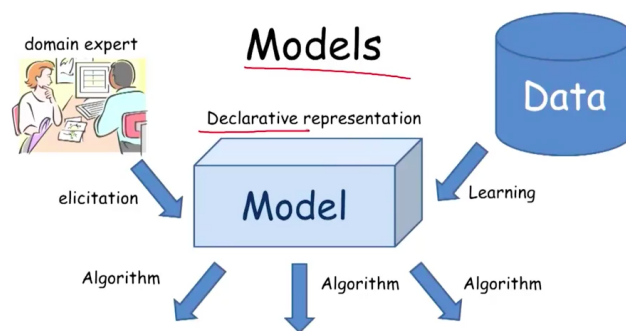 Models
domain expert
Data
Declarative representation
elicitation
Model
Learning
Algorithm
Algorithm
Algorithm